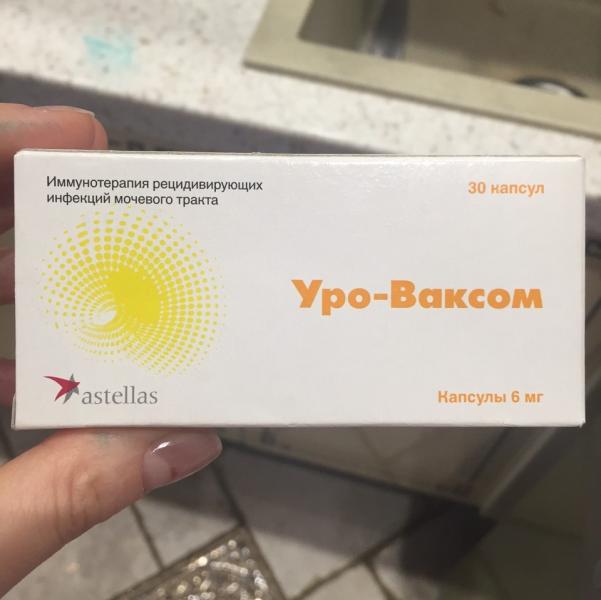 Иммунотерапия рецидивирующих
инфекций мочевого тракта
30 капсул
Уро-Ваксом
astellas
Капсулы 6 мг